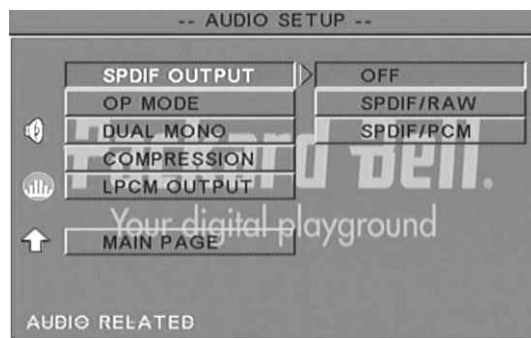 -- AUDIO SETUP --
SPDIF OUTPUT
OFF
OP MODE
SPDIF/RAW
DUAL MONO
SPDIF/PCM
COMPRESSION
LPCM OUTPUT
Packard Bell.
Your digital playground
MAIN PAGE
AUDIO RELATED